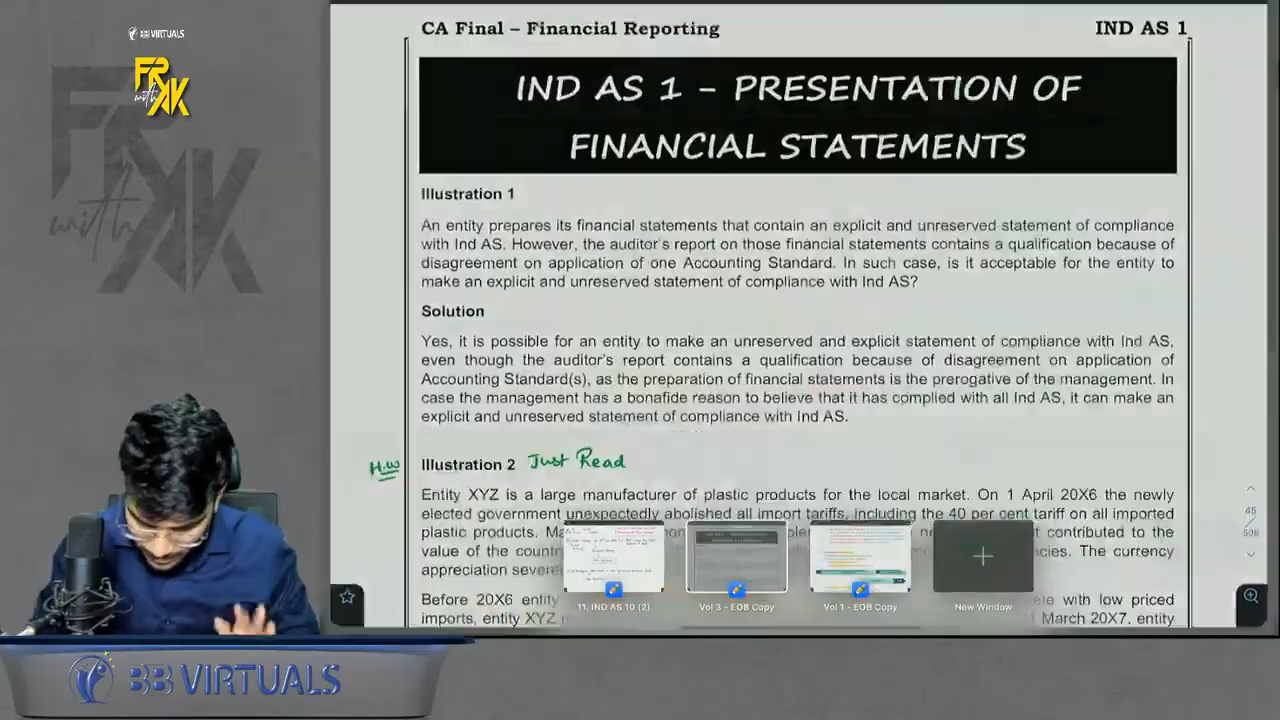 BB VIRTUALS
FR
with
AK
FR
with
AK
CA Final – Financial Reporting
IND AS 1
IND AS 1 – PRESENTATION OF
FINANCIAL STATEMENTS
Illustration 1
An entity prepares its financial statements that contain an explicit and unreserved statement of compliance
with Ind AS. However, the auditor's report on those financial statements contains a qualification because of
disagreement on application of one Accounting Standard. In such case, is it acceptable for the entity to
make an explicit and unreserved statement of compliance with Ind AS?
Solution
Yes, it is possible for an entity to make an unreserved and explicit statement of compliance with Ind AS,
even though the auditor's report contains a qualification because of disagreement on application of
Accounting Standard(s), as the preparation of financial statements is the prerogative of the management. In
case the management has a bonafide reason to believe that it has complied with all Ind AS, it can make an
explicit and unreserved statement of compliance with Ind AS.
H.W Illustration 2 Just Read
Entity XYZ is a large manufacturer of plastic products for the local market. On 1 April 20X6 the newly
elected government unexpectedly abolished all import tariffs, including the 40 per cent tariff on all imported
plastic products. contributed to the
value of the The currency
appreciation
Before 20X6 entity with low priced
imports, entity XYZ March 20X7, entity
11. IND AS 10 (2)
Vol 3 - EOB Copy
Vol 1 - EOB Copy
New Window
45
508
BB VIRTUALS